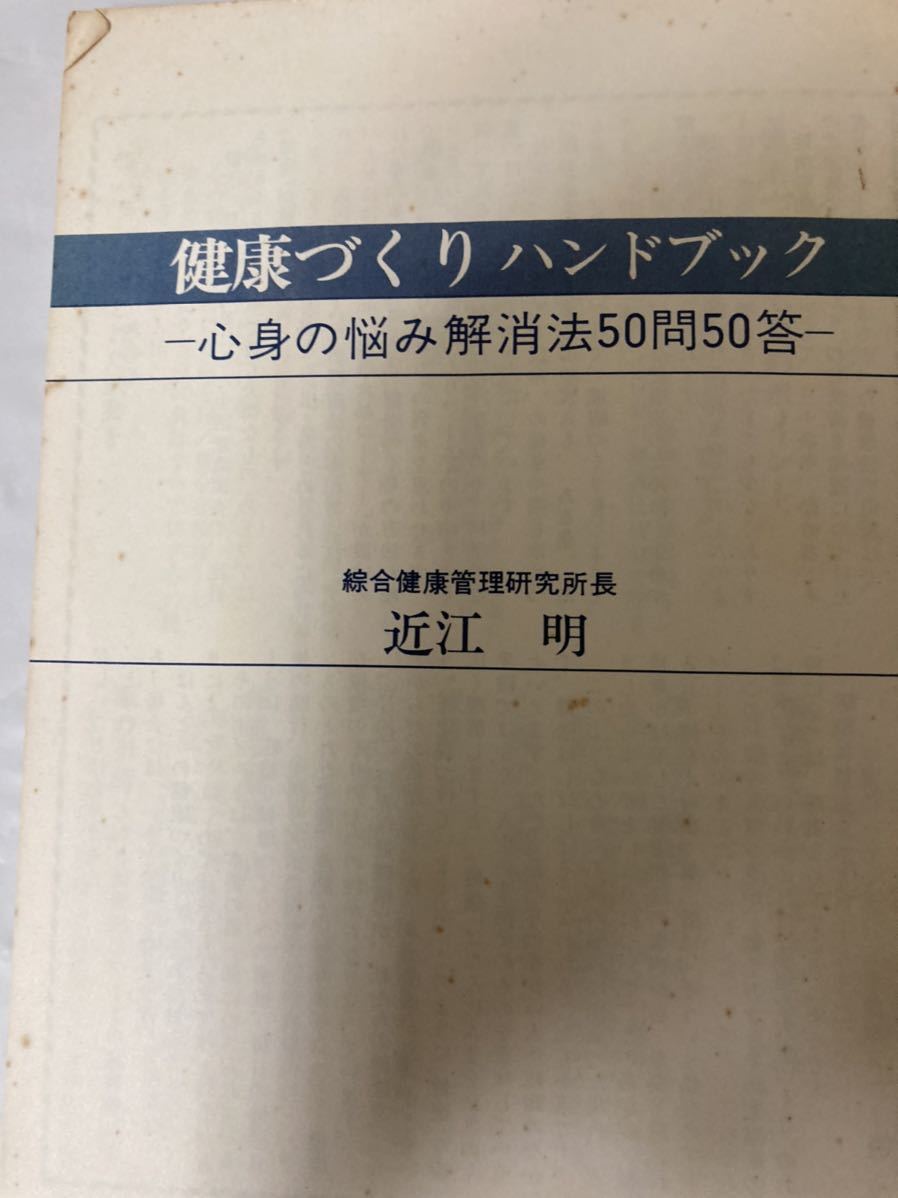 健康づくり ハンドブック
—心身の悩み解消法50問50答—
綜合健康管理研究所長
近江 明